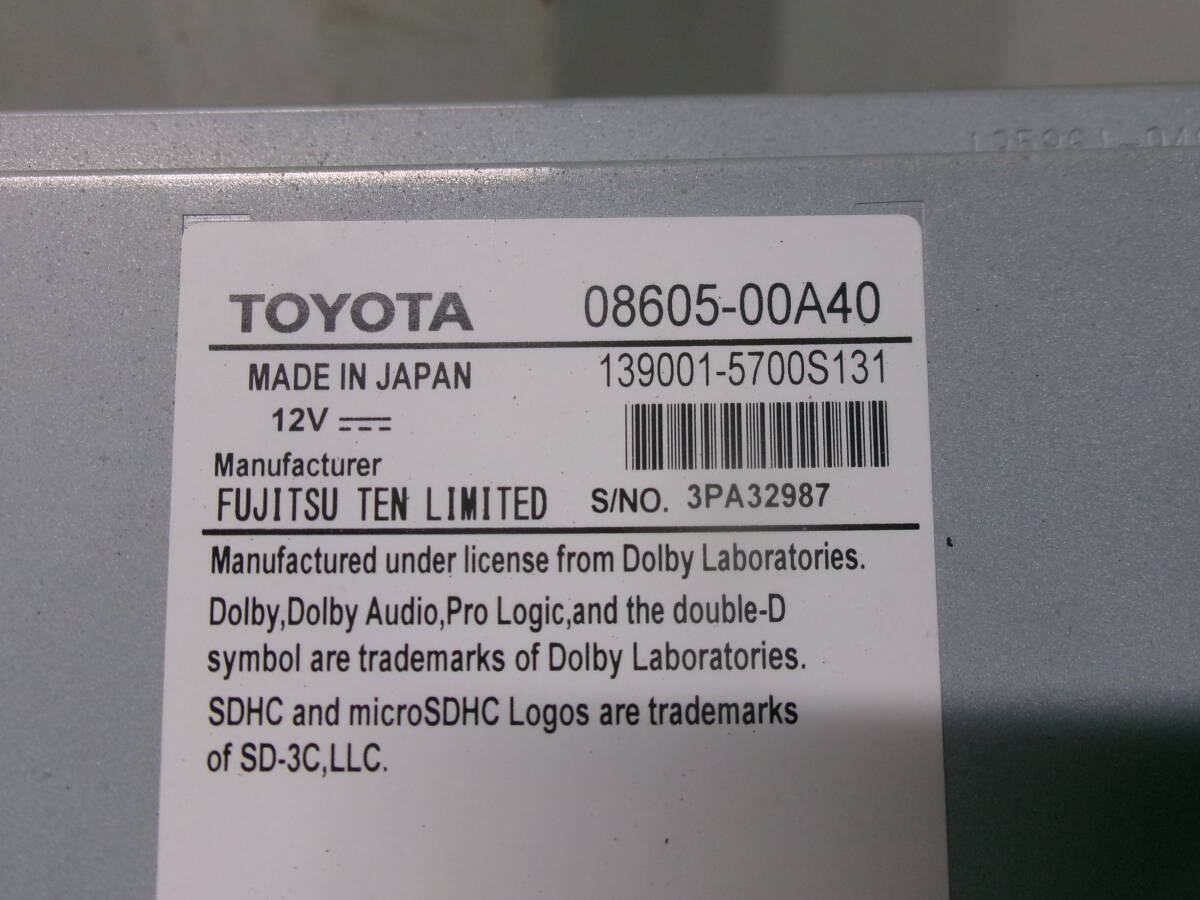 TOYOTA 08605-00A40
MADE IN JAPAN 139001-5700S131
12V
Manufacturer
FUJITSU TEN LIMITED S/NO. 3PA32987
Manufactured under license from Dolby Laboratories.
Dolby,Dolby Audio,Pro Logic,and the double-D
symbol are trademarks of Dolby Laboratories.
SDHC and microSDHC Logos are trademarks
of SD-3C,LLC.